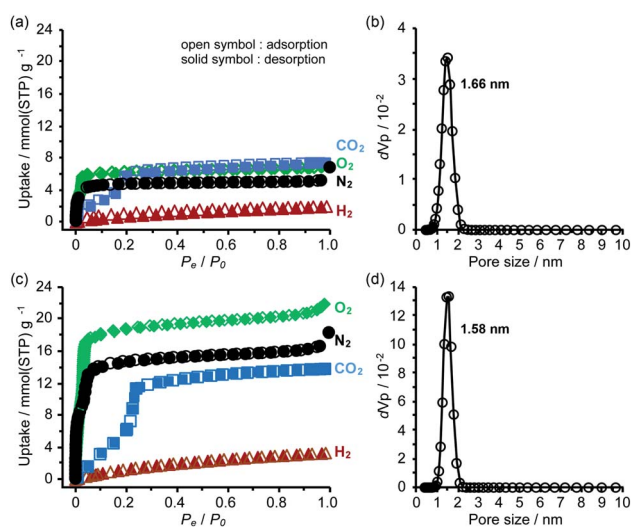 (a)
open symbol : adsorption
solid symbol : desorption
Uptake / mmol(STP) g⁻¹
24
20
16
12
8
4
0
CO₂
O₂
N₂
H₂
0 0.2 0.4 0.6 0.8 1.0
Pₑ / P₀
(b)
1.66 nm
dVp / 10⁻²
4
3
2
1
0
0 1 2 3 4 5 6 7 8 9 10
Pore size / nm
(c)
Uptake / mmol(STP) g⁻¹
24
20
16
12
8
4
0
O₂
N₂
CO₂
H₂
0 0.2 0.4 0.6 0.8 1.0
Pₑ / P₀
(d)
1.58 nm
dVp / 10⁻²
14
12
10
8
6
4
2
0
0 1 2 3 4 5 6 7 8 9 10
Pore size / nm